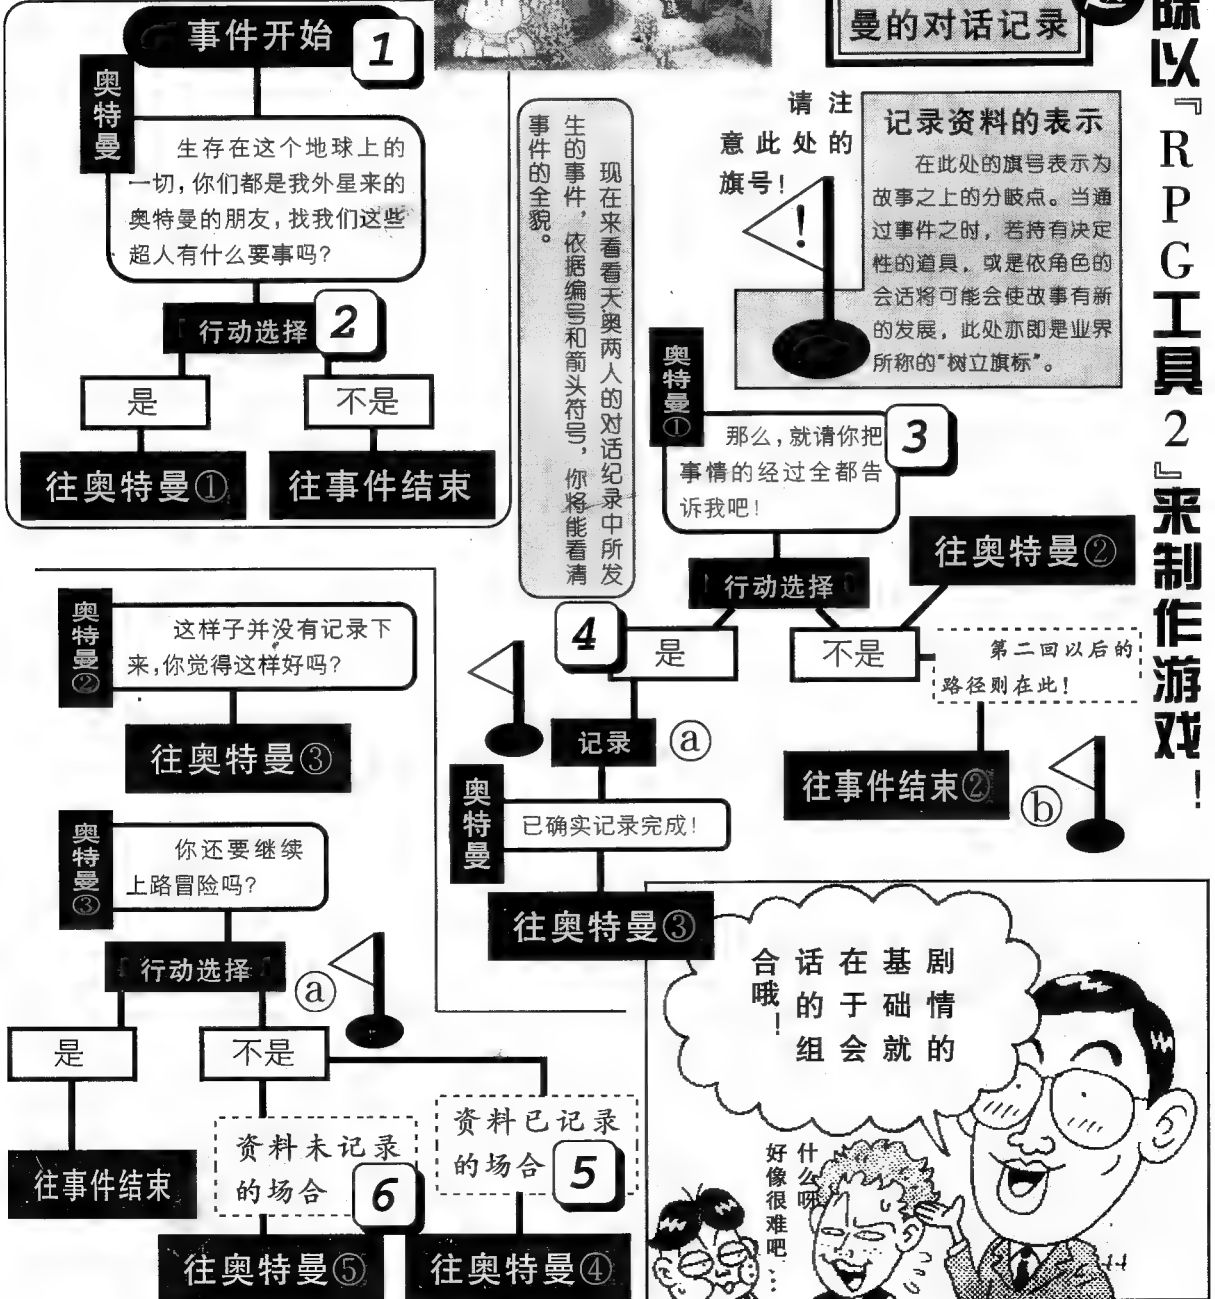 事件开始
1
奥特曼
生存在这个地球上的
一切，你们都是我外星来的
奥特曼的朋友，找我们这些
超人有什么要事吗？
行动选择
2
是
不是
往奥特曼①
往事件结束
现在来看看天奥两人的对话纪录中所发
生的事件，依据编号和箭头符号，你将能看清
事件的全貌。
曼的对话记录
请注
意此处的
旗号！
!
记录资料的表示
在此处的旗号表示为
故事之上的分岐点。当通
过事件之时，若持有决定
性的道具，或是依角色的
会话将可能会使故事有新
的发展，此处亦即是业界
所称的“树立旗标”。
以『RPG工具2』来制作游戏！
奥特曼①
那么，就请你把
事情的经过全都告
诉我吧！
3
行动选择
往奥特曼②
4
是
不是
第二回以后的
路径则在此！
记录
ⓐ
往事件结束②
ⓑ
奥特曼
已确实记录完成！
往奥特曼③
奥特曼②
这样子并没有记录下
来，你觉得这样好吗？
往奥特曼③
奥特曼③
你还要继续
上路冒险吗？
行动选择
ⓐ
是
不是
往事件结束
资料未记录
的场合
6
资料已记录
的场合
5
往奥特曼⑤
往奥特曼④
剧情的
基础就
在于会
话的组
合哦！
什么呀
好像很难吧…